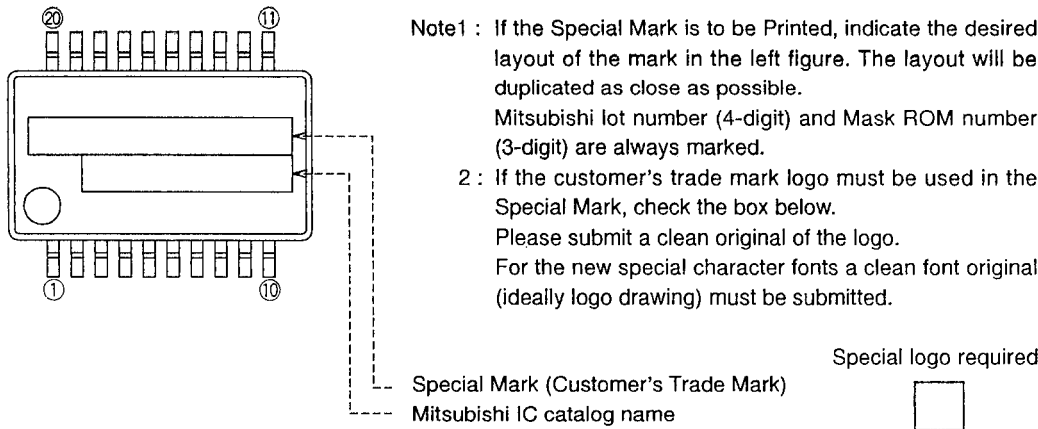 ⑳ ⑪
① ⑩
Note1 : If the Special Mark is to be Printed, indicate the desired
layout of the mark in the left figure. The layout will be
duplicated as close as possible.
Mitsubishi lot number (4-digit) and Mask ROM number
(3-digit) are always marked.
2 : If the customer's trade mark logo must be used in the
Special Mark, check the box below.
Please submit a clean original of the logo.
For the new special character fonts a clean font original
(ideally logo drawing) must be submitted.
Special logo required
Special Mark (Customer's Trade Mark)
Mitsubishi IC catalog name